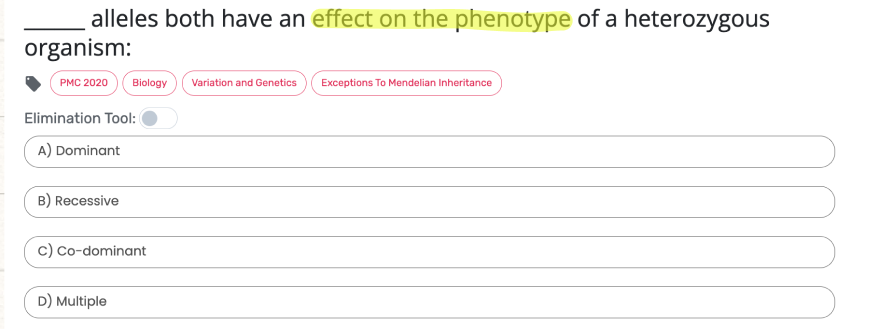 ______ alleles both have an effect on the phenotype of a heterozygous
organism:
PMC 2020 Biology Variation and Genetics Exceptions To Mendelian Inheritance
Elimination Tool:
A) Dominant
B) Recessive
C) Co-dominant
D) Multiple